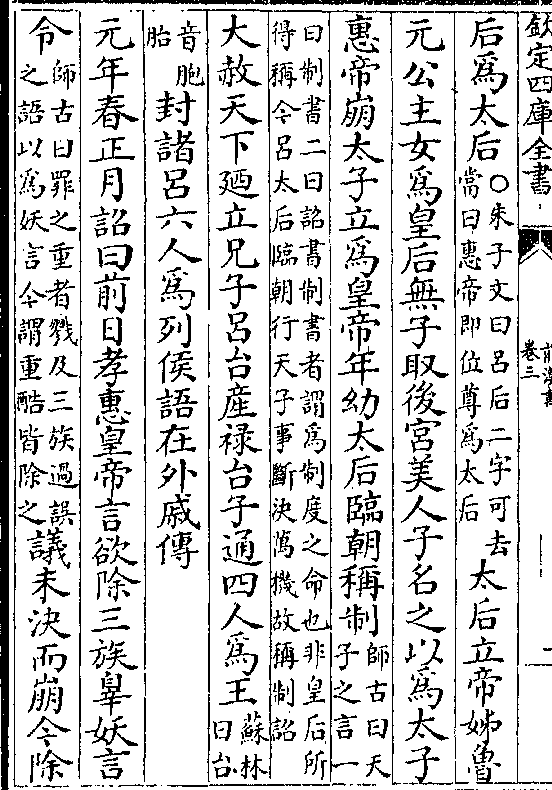 欽定四庫全書
前漢書
卷三
后爲太后○朱子文曰呂后二字可去
當曰惠帝即位尊爲太后太后立帝姊魯
元公主女爲皇后無子取後宮美人子名之以爲太子
惠帝崩太子立爲皇帝年幼太后臨朝稱制師古曰天
子之言一
曰制書二曰詔書制書者謂爲制度之命也非皇后所
得稱今呂太后臨朝行天子事斷決萬機故稱制詔
大赦天下廼立兄子呂台産祿台子通四人爲王蘇林
曰台
音胞
胎封諸呂六人爲列侯語在外戚傳
元年春正月詔曰前日孝惠皇帝言欲除三族辠妖言
令師古曰罪之重者戮及三族過誤
之語以爲妖言今謂重酷皆除之議未決而崩今除